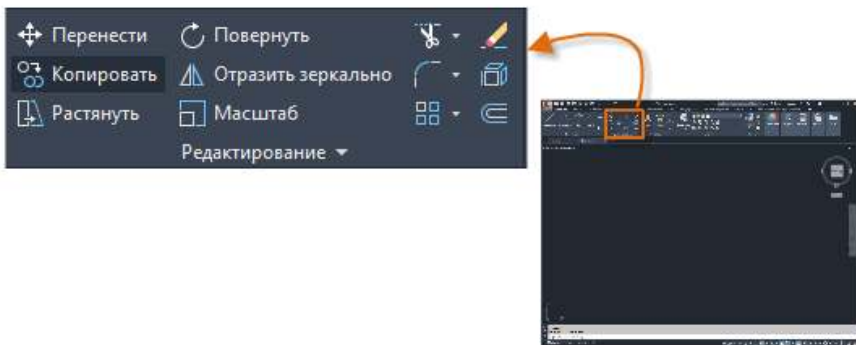 Перенести Повернуть
Копировать Отразить зеркально
Растянуть Масштаб
Редактирование